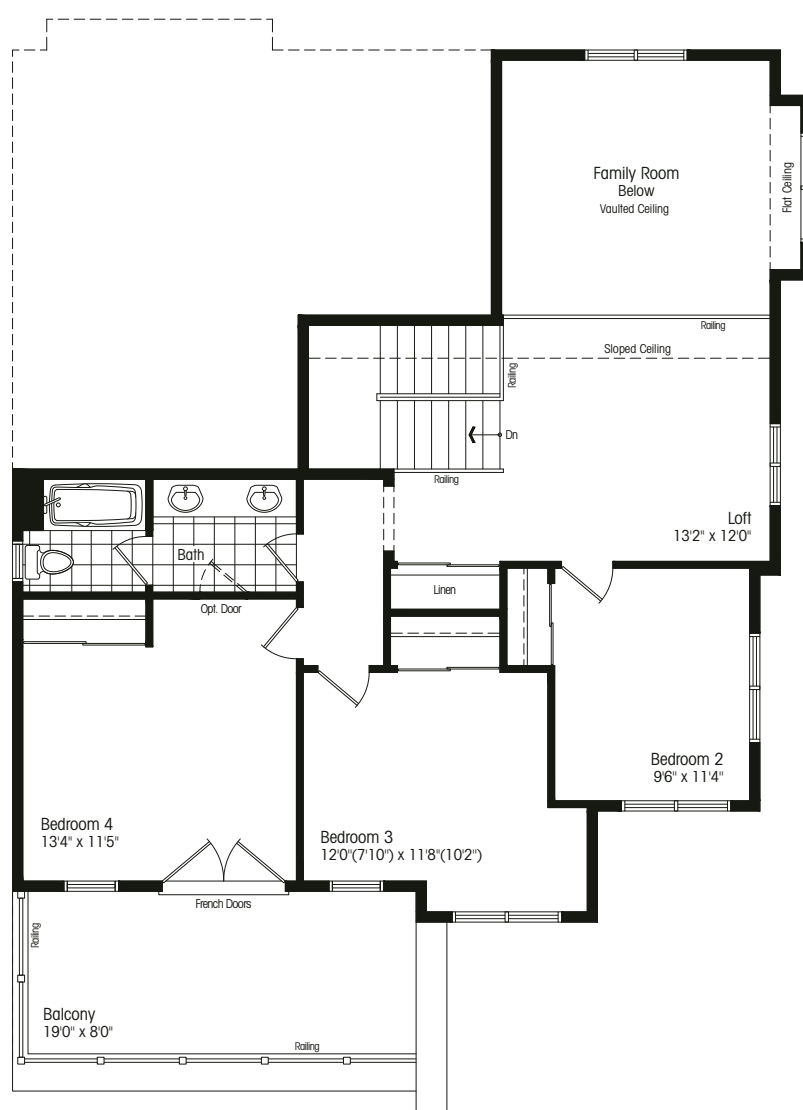 Family Room
Below
Vaulted Ceiling
Flat Ceiling
Railing
Sloped Ceiling
Railing
Dn
Railing
Loft
13'2" x 12'0"
Bath
Linen
Opt. Door
Bedroom 2
9'6" x 11'4"
Bedroom 4
13'4" x 11'5"
Bedroom 3
12'0"(7'10") x 11'8"(10'2")
French Doors
Railing
Balcony
19'0" x 8'0"
Railing